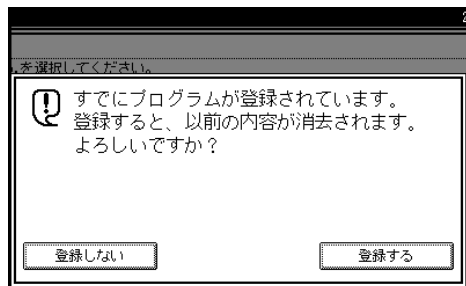 を選択してください。
すでにプログラムが登録されています。
登録すると、以前の内容が消去されます。
よろしいですか？
登録しない
登録する